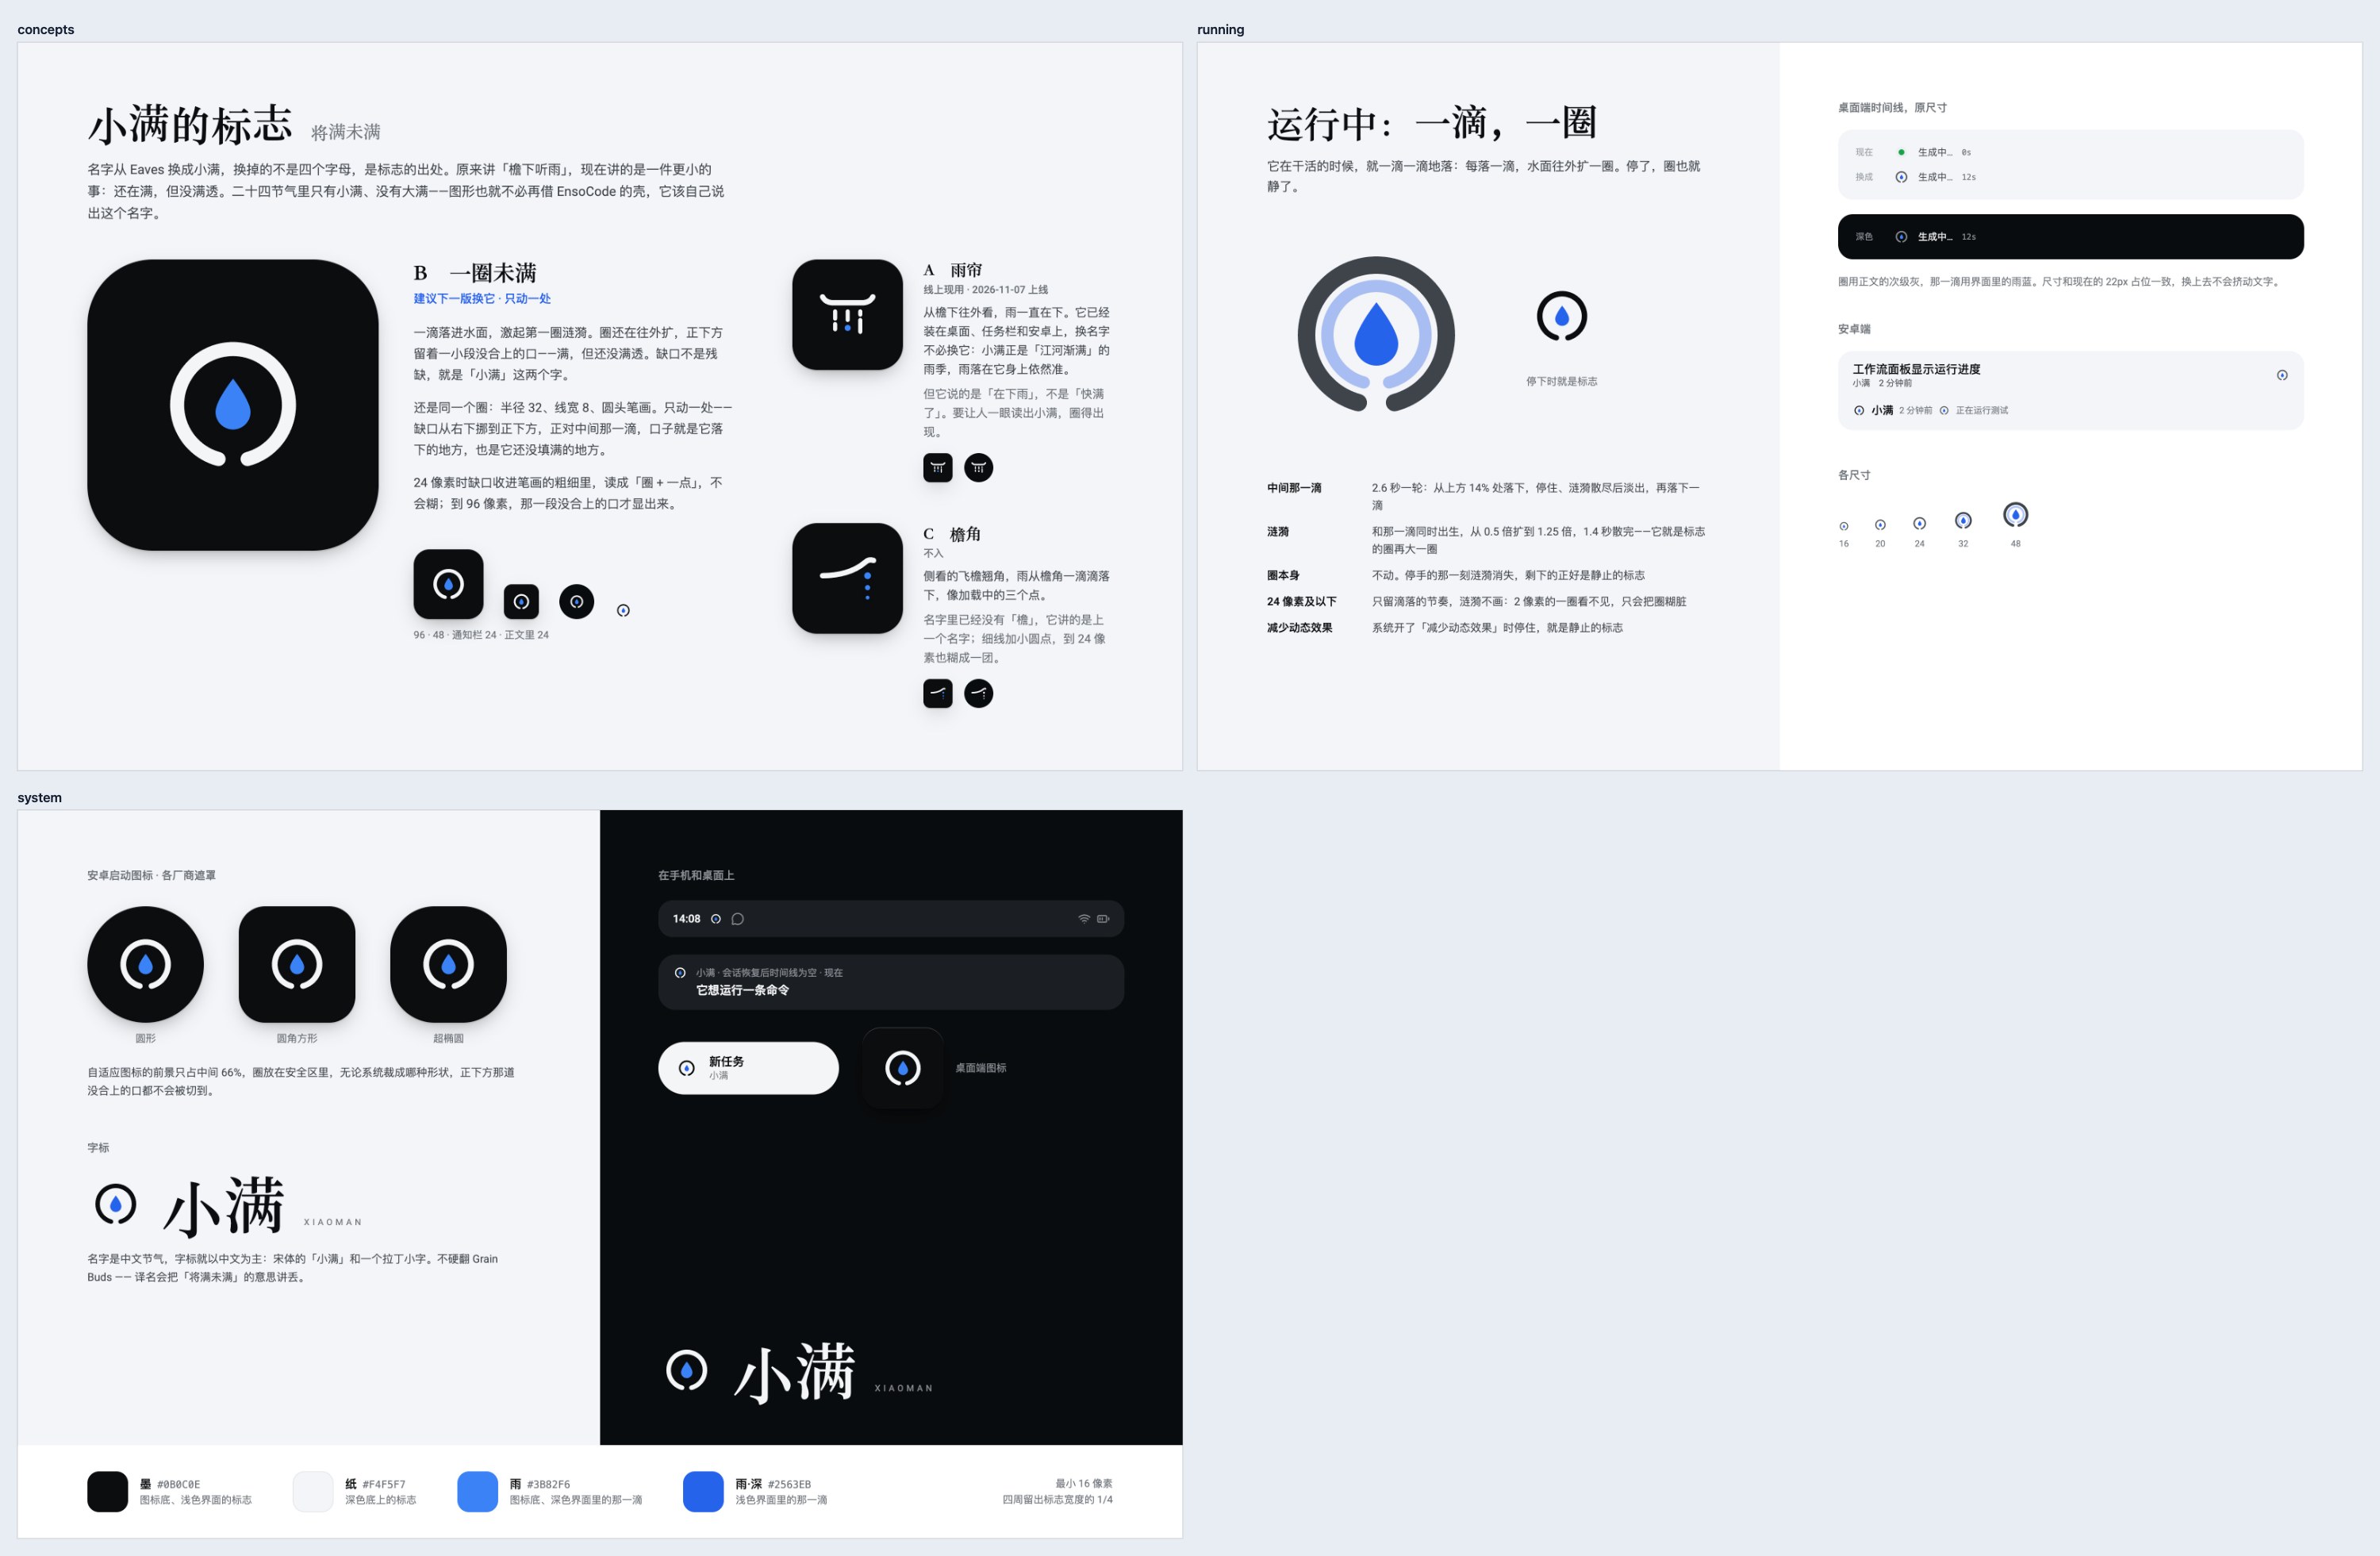 concepts
小满的标志 将满未满
名字从 Eaves 换成小满，换掉的不是四个字母，是标志的出处。原来讲「檐下听雨」，现在讲的是一件更小的
事：还在满，但没满透。二十四节气里只有小满、没有大满——图形也就不必再借 EnsoCode 的壳，它该自己说
出这个名字。
B 一圈未满
建议下一版换它 · 只动一处
一滴落进水面，激起第一圈涟漪。圈还在往外扩，正下方
留着一小段没合上的口——满，但还没满透。缺口不是残
缺，就是「小满」这两个字。
还是同一个圈：半径 32、线宽 8、圆头笔画。只动一处——
缺口从右下挪到正下方，正对中间那一滴，口子就是它落
下的地方，也是它还没填满的地方。
24 像素时缺口收进笔画的粗细里，读成「圈 + 一点」，不
会糊；到 96 像素，那一段没合上的口才显出来。
96 · 48 · 通知栏 24 · 正文里 24
A 雨帘
线上现用 · 2026-11-07 上线
从檐下往外看，雨一直在下。它已经
装在桌面、任务栏和安卓上，换名字
不必换它：小满正是「江河渐满」的
雨季，雨落在它身上依然准。
但它说的是「在下雨」，不是「快满
了」。要让人一眼读出小满，圈得出
现。
C 檐角
不入
侧看的飞檐翘角，雨从檐角一滴滴落
下，像加载中的三个点。
名字里已经没有「檐」，它讲的是上
一个名字；细线加小圆点，到 24 像
素也糊成一团。
running
运行中：一滴，一圈
它在干活的时候，就一滴一滴地落：每落一滴，水面往外扩一圈。停了，圈也就
静了。
停下时就是标志
中间那一滴 2.6 秒一轮：从上方 14% 处落下，停住、涟漪散尽后淡出，再落下一
滴
涟漪 和那一滴同时出生，从 0.5 倍扩到 1.25 倍，1.4 秒散完——它就是标志
的圈再大一圈
圈本身 不动。停手的那一刻涟漪消失，剩下的正好是静止的标志
24 像素及以下 只留滴落的节奏，涟漪不画：2 像素的一圈看不见，只会把圈糊脏
减少动态效果 系统开了「减少动态效果」时停住，就是静止的标志
桌面端时间线，原尺寸
现在 生成中… 0s
换成 生成中… 12s
深色 生成中… 12s
圈用正文的次级灰，那一滴用界面里的雨蓝。尺寸和现在的 22px 占位一致，换上去不会挤动文字。
安卓端
工作流面板显示运行进度
小满 2 分钟前
小满 2 分钟前 正在运行测试
各尺寸
16 20 24 32 48
system
安卓启动图标 · 各厂商遮罩
圆形 圆角方形 超椭圆
自适应图标的前景只占中间 66%，圈放在安全区里，无论系统裁成哪种形状，正下方那道
没合上的口都不会被切到。
字标
小满 XIAOMAN
名字是中文节气，字标就以中文为主：宋体的「小满」和一个拉丁小字。不硬翻 Grain
Buds —— 译名会把「将满未满」的意思讲丢。
在手机和桌面上
14:08
小满 · 会话恢复后时间线为空 · 现在
它想运行一条命令
新任务
小满
桌面端图标
小满 XIAOMAN
墨 #0B0C0E
图标底、浅色界面的标志
纸 #F4F5F7
深色底上的标志
雨 #3B82F6
图标底、深色界面里的那一滴
雨·深 #2563EB
浅色界面里的那一滴
最小 16 像素
四周留出标志宽度的 1/4